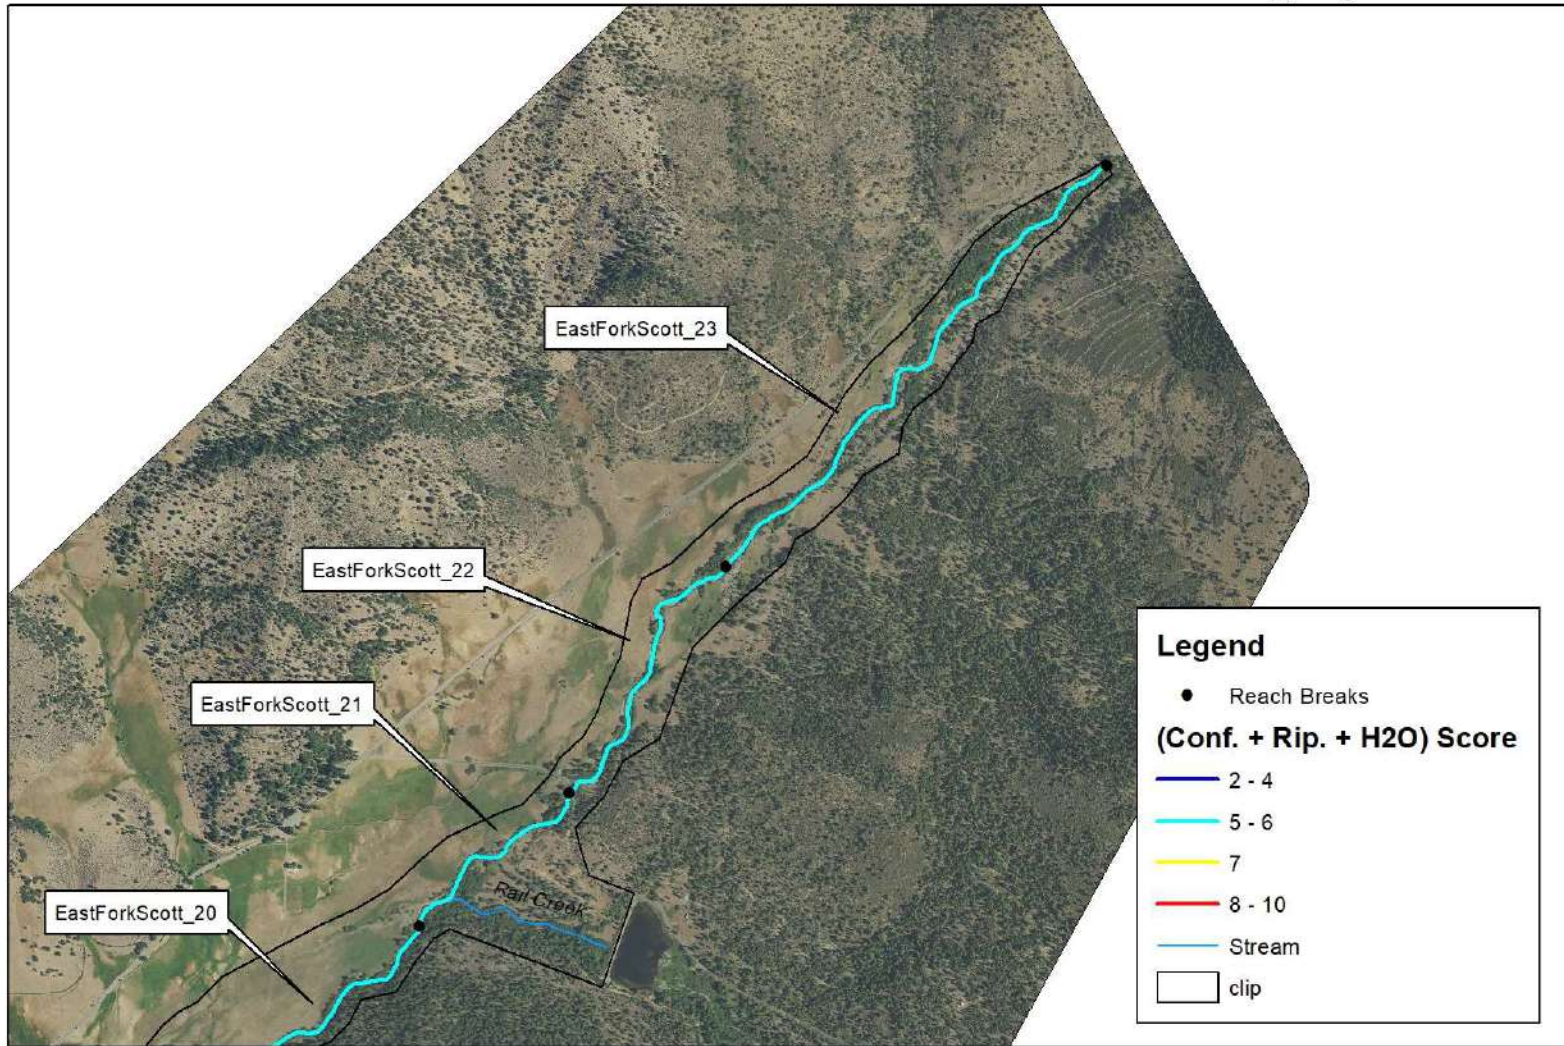 EastForkScott_23
EastForkScott_22
EastForkScott_21
EastForkScott_20
Rail Creek
Legend
Reach Breaks
(Conf. + Rip. + H2O) Score
2 - 4
5 - 6
7
8 - 10
Stream
clip